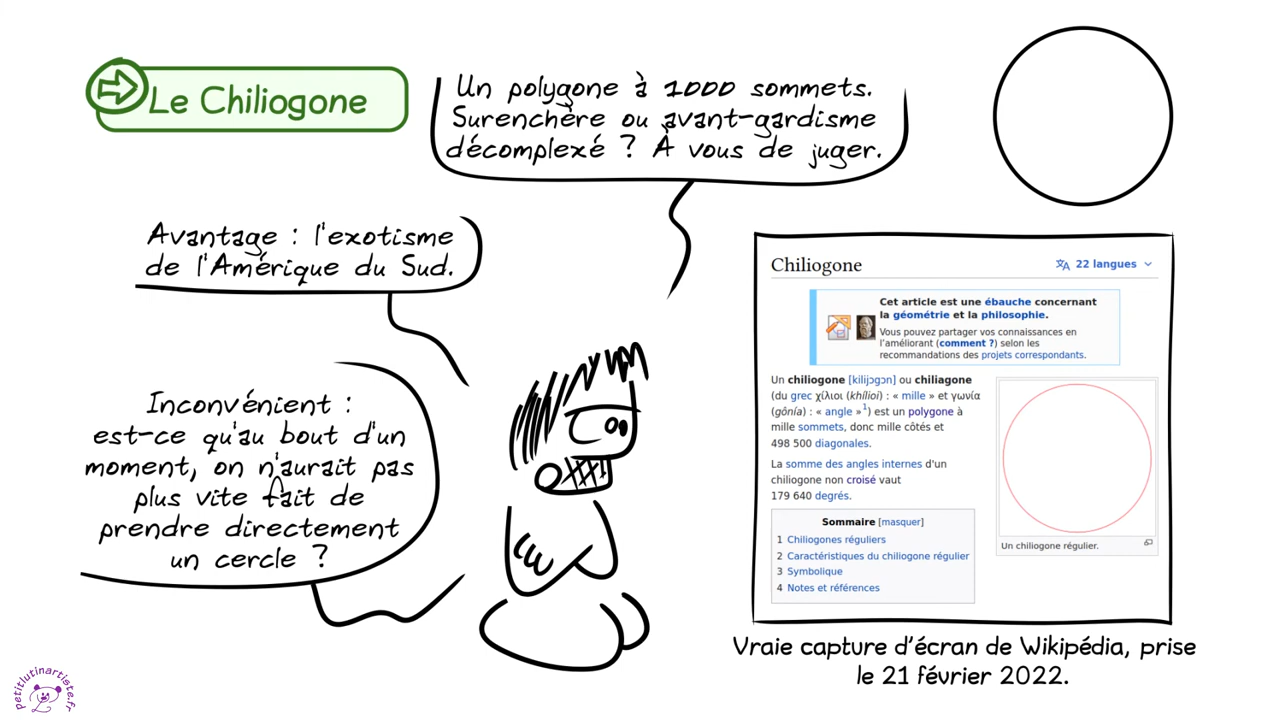 Le Chiliogone
Un polygone à 1000 sommets.
Surenchère ou avant-gardisme
décomplexé ? À vous de juger.
Avantage : l'exotisme
de l'Amérique du Sud.
Inconvénient :
est-ce qu'au bout d'un
moment, on n'aurait pas
plus vite fait de
prendre directement
un cercle ?
Chiliogone
22 langues
Cet article est une ébauche concernant
la géométrie et la philosophie.
Vous pouvez partager vos connaissances en
l'améliorant (comment ?) selon les
recommandations des projets correspondants.
Un chiliogone [kiliɔgɔn] ou chiliagone
(du grec χίλιοι (khílioi) : « mille » et γωνία
(gônía) : « angle »1) est un polygone à
mille sommets, donc mille côtés et
498 500 diagonales.
La somme des angles internes d'un
chiliogone non croisé vaut
179 640 degrés.
Sommaire [masquer]
1 Chiliogones réguliers
2 Caractéristiques du chiliogone régulier
3 Symbolique
4 Notes et références
Un chiliogone régulier.
Vraie capture d'écran de Wikipédia, prise
le 21 février 2022.
petitlutinartiste.fr